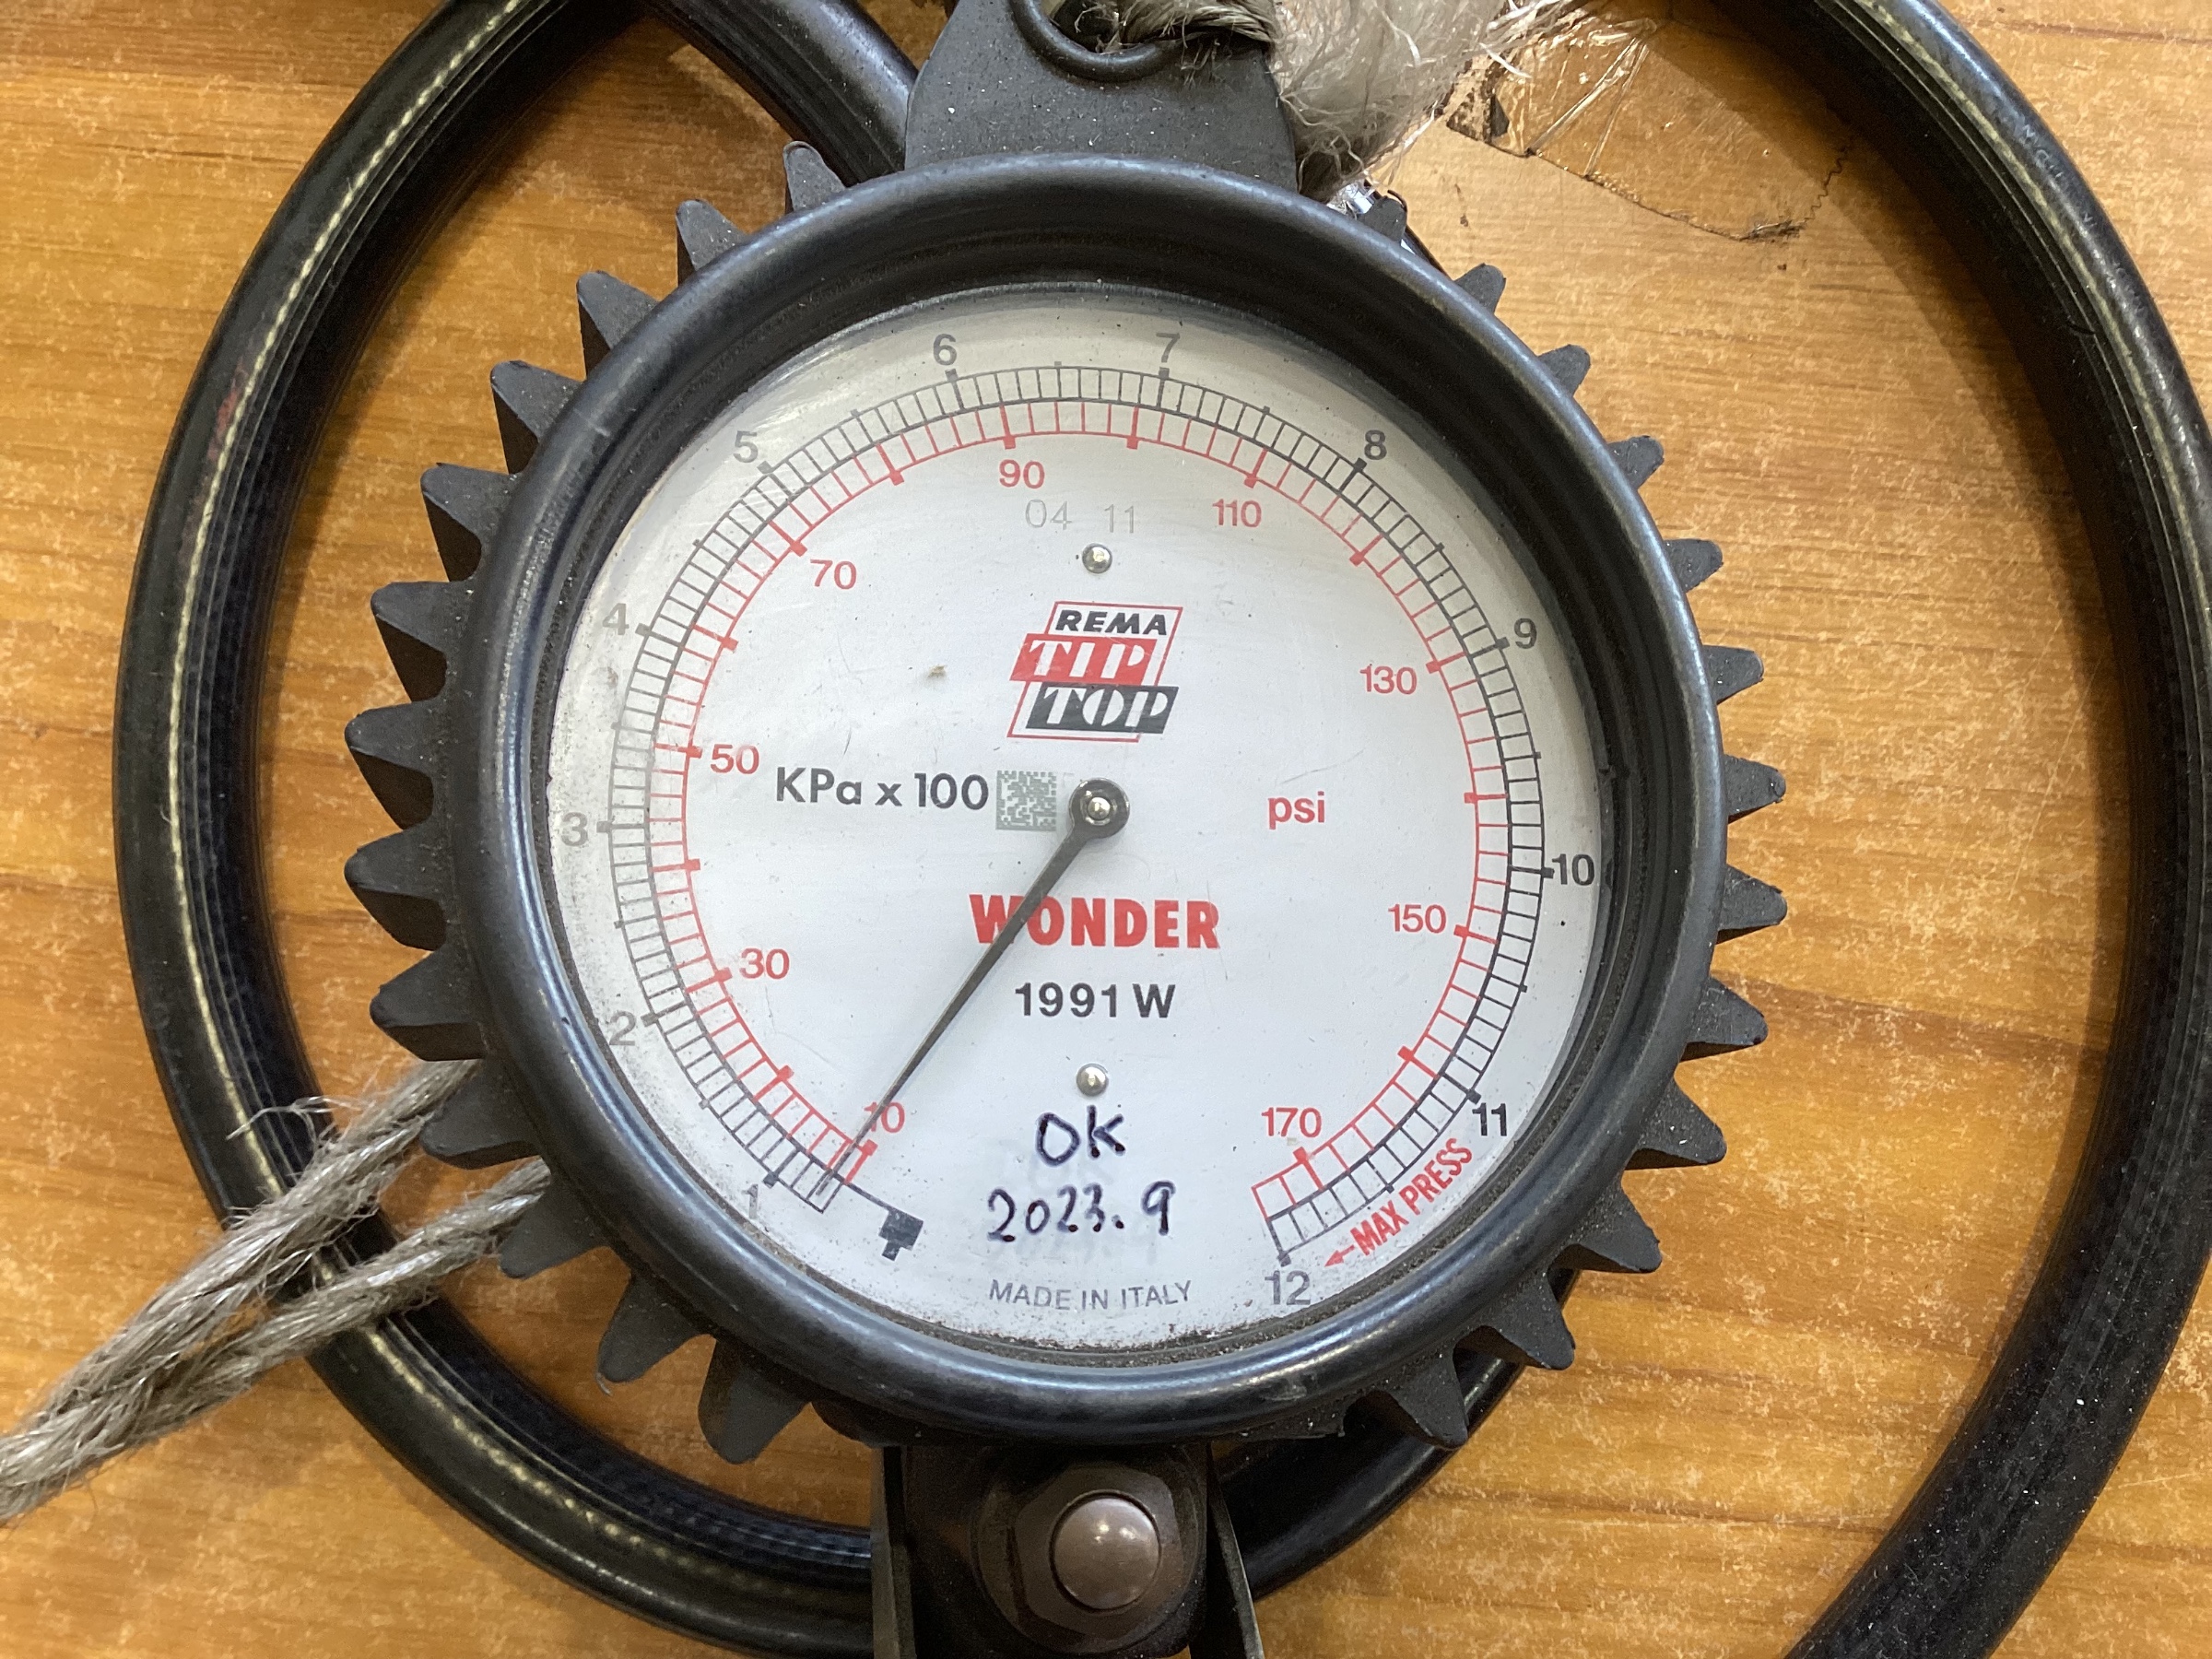 6 7
5 8
90
04 11
110
70
4 9
REMA
TIP
TOP
130
50
KPa x 100
psi
3 10
WONDER
150
30
1991 W
2
10
170
11
OK
1
2023.9
MAX PRESS
12
MADE IN ITALY